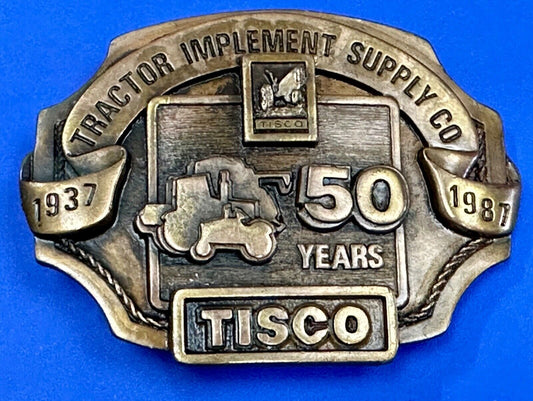 TRACTOR IMPLEMENT SUPPLY CO
TISCO
1937
1987
50
YEARS
TISCO